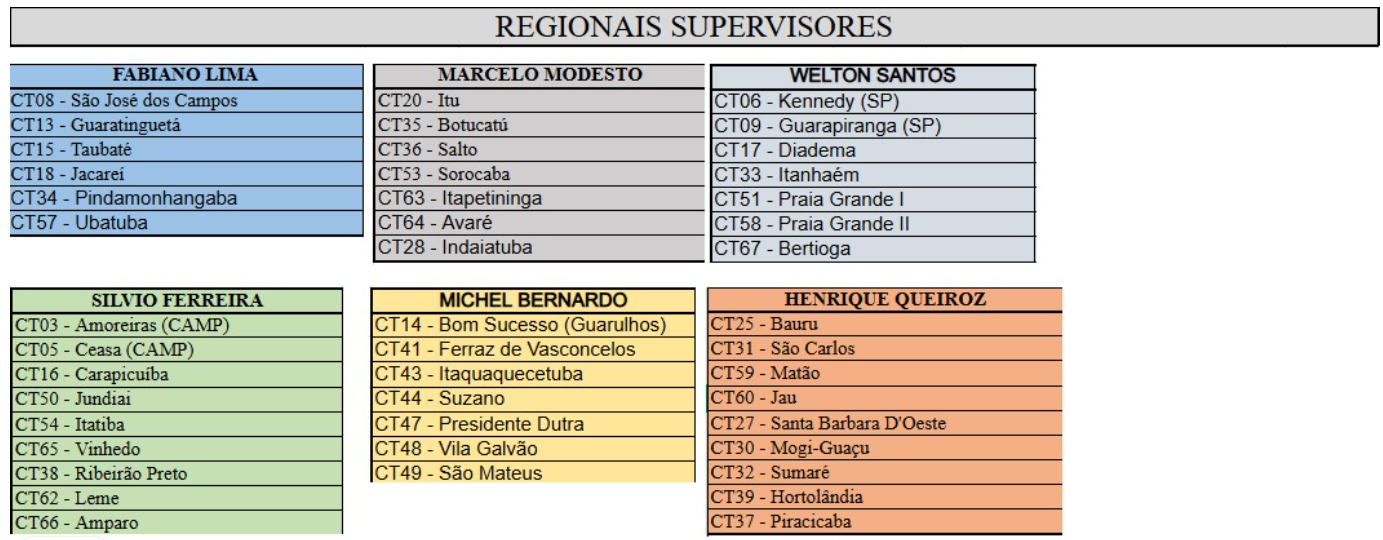 REGIONAIS SUPERVISORES
FABIANO LIMA
CT08 - São José dos Campos
CT13 - Guaratinguetá
CT15 - Taubaté
CT18 - Jacareí
CT34 - Pindamonhangaba
CT57 - Ubatuba
MARCELO MODESTO
CT20 - Itu
CT35 - Botucatú
CT36 - Salto
CT53 - Sorocaba
CT63 - Itapetininga
CT64 - Avaré
CT28 - Indaiatuba
WELTON SANTOS
CT06 - Kennedy (SP)
CT09 - Guarapiranga (SP)
CT17 - Diadema
CT33 - Itanhaém
CT51 - Praia Grande I
CT58 - Praia Grande II
CT67 - Bertioga
SILVIO FERREIRA
CT03 - Amoreiras (CAMP)
CT05 - Ceasa (CAMP)
CT16 - Carapicuíba
CT50 - Jundiai
CT54 - Itatiba
CT65 - Vinhedo
CT38 - Ribeirão Preto
CT62 - Leme
CT66 - Amparo
MICHEL BERNARDO
CT14 - Bom Sucesso (Guarulhos)
CT41 - Ferraz de Vasconcelos
CT43 - Itaquaquecetuba
CT44 - Suzano
CT47 - Presidente Dutra
CT48 - Vila Galvão
CT49 - São Mateus
HENRIQUE QUEIROZ
CT25 - Bauru
CT31 - São Carlos
CT59 - Matão
CT60 - Jau
CT27 - Santa Barbara D'Oeste
CT30 - Mogi-Guaçu
CT32 - Sumaré
CT39 - Hortolândia
CT37 - Piracicaba